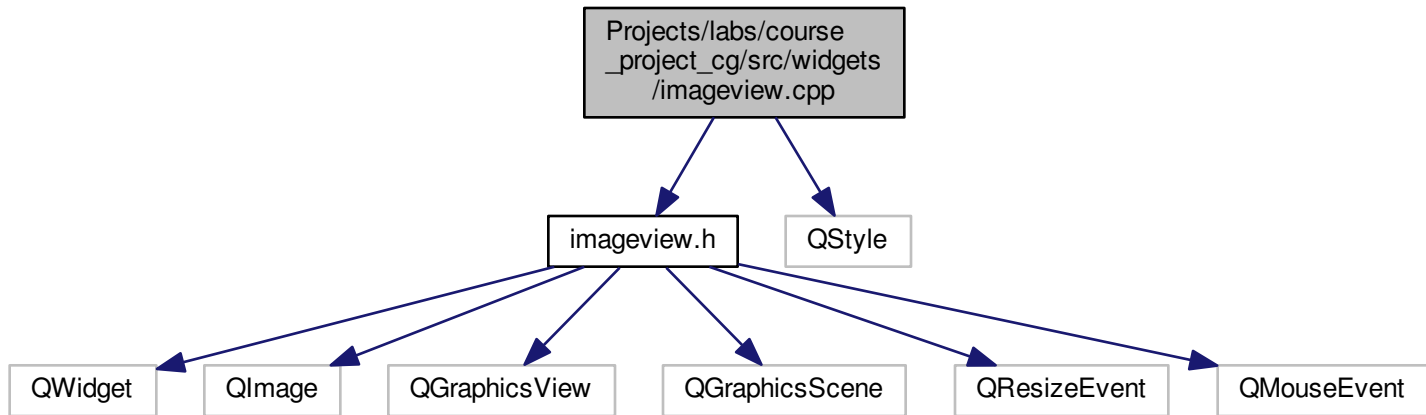 Projects/labs/course
_project_cg/src/widgets
/imageview.cpp
imageview.h
QStyle
QWidget
QImage
QGraphicsView
QGraphicsScene
QResizeEvent
QMouseEvent